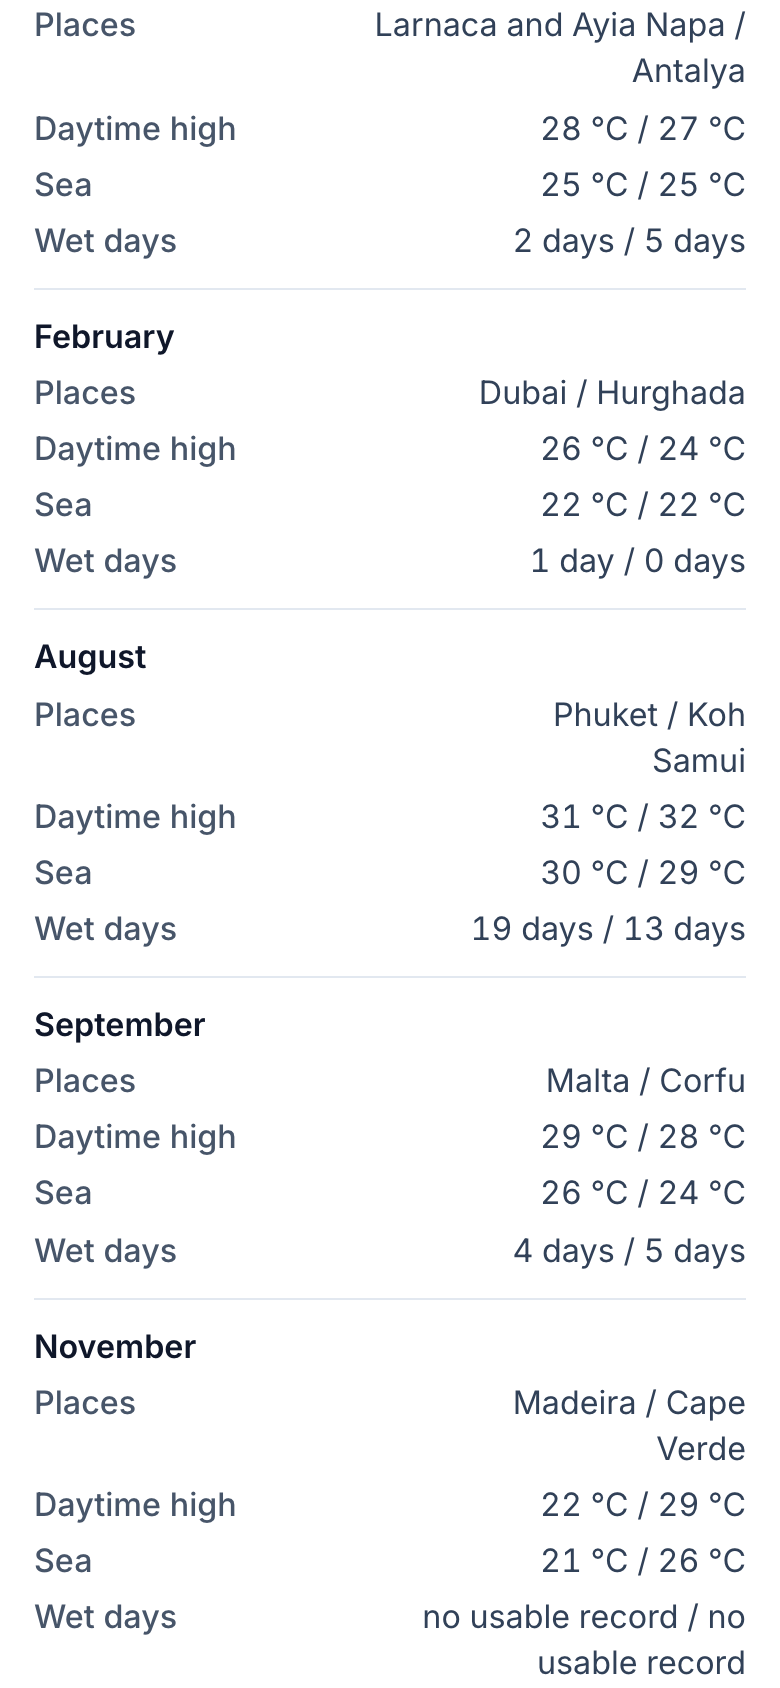 Places Larnaca and Ayia Napa /
Antalya
Daytime high 28 °C / 27 °C
Sea 25 °C / 25 °C
Wet days 2 days / 5 days
February
Places Dubai / Hurghada
Daytime high 26 °C / 24 °C
Sea 22 °C / 22 °C
Wet days 1 day / 0 days
August
Places Phuket / Koh
Samui
Daytime high 31 °C / 32 °C
Sea 30 °C / 29 °C
Wet days 19 days / 13 days
September
Places Malta / Corfu
Daytime high 29 °C / 28 °C
Sea 26 °C / 24 °C
Wet days 4 days / 5 days
November
Places Madeira / Cape
Verde
Daytime high 22 °C / 29 °C
Sea 21 °C / 26 °C
Wet days no usable record / no
usable record